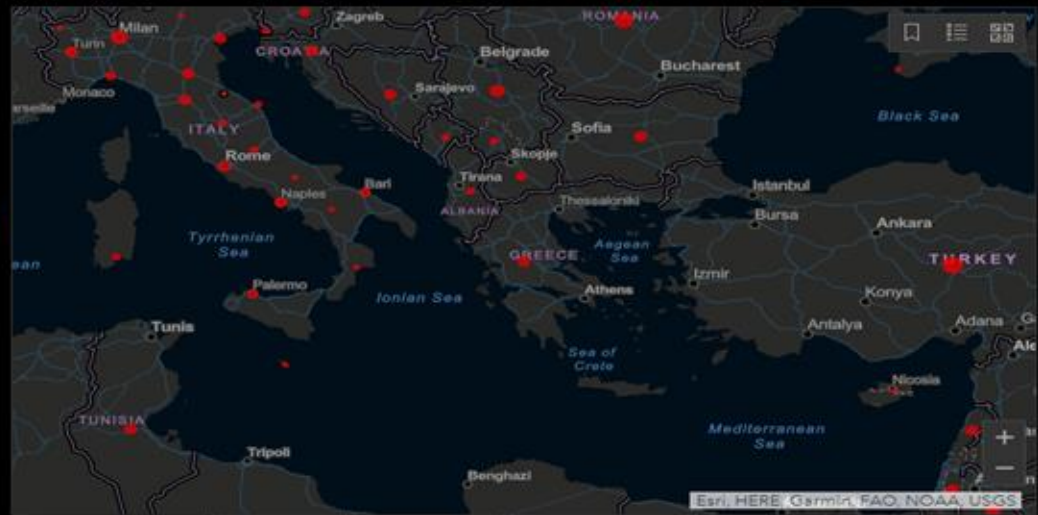 Zagreb
ROMANIA
Milan
Turin
CROATIA
Belgrade
Bucharest
Monaco
Sarajevo
Black Sea
ITALY
Sofia
Rome
Skopje
Tirana
Bari
Istanbul
Naples
Thessaloniki
ALBANIA
Bursa
Ankara
Tyrrhenian
Sea
Aegean
Sea
GREECE
TURKEY
Izmir
Palermo
Ionian Sea
Athens
Konya
Tunis
Antalya
Adana
Sea of
Crete
Nicosia
TUNISIA
Mediterranean
Sea
Tripoli
Benghazi
Esri, HERE, Garmin, FAO, NOAA, USGS